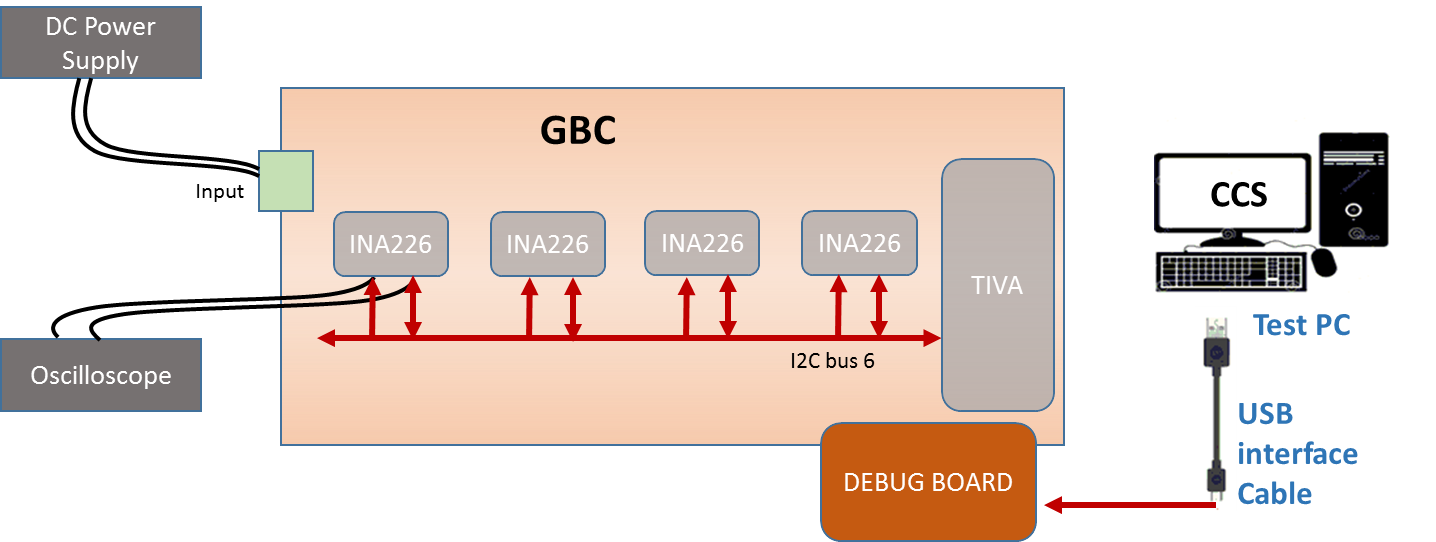 DC Power
Supply
GBC
Input
INA226
INA226
INA226
INA226
TIVA
CCS
I2C bus 6
Oscilloscope
Test PC
USB
interface
Cable
DEBUG BOARD